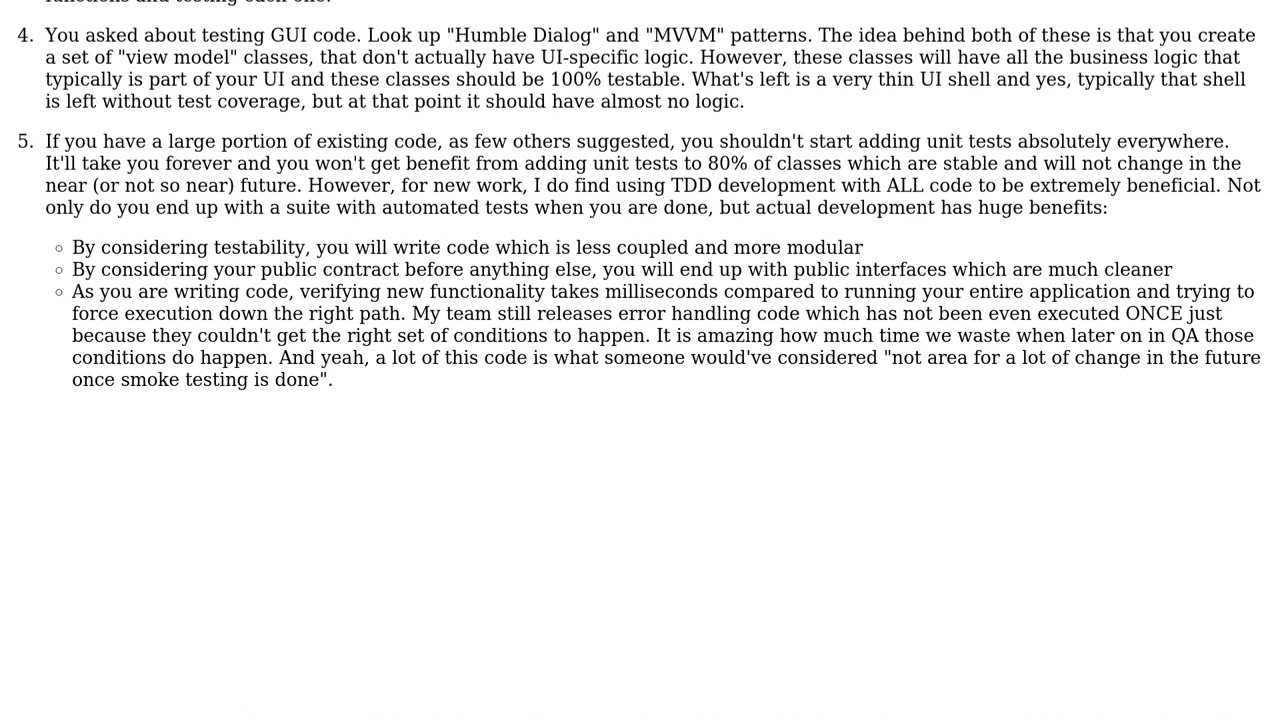 functions and testing each one.
4. You asked about testing GUI code. Look up "Humble Dialog" and "MVVM" patterns. The idea behind both of these is that you create
a set of "view model" classes, that don't actually have UI-specific logic. However, these classes will have all the business logic that
typically is part of your UI and these classes should be 100% testable. What's left is a very thin UI shell and yes, typically that shell
is left without test coverage, but at that point it should have almost no logic.
5. If you have a large portion of existing code, as few others suggested, you shouldn't start adding unit tests absolutely everywhere.
It'll take you forever and you won't get benefit from adding unit tests to 80% of classes which are stable and will not change in the
near (or not so near) future. However, for new work, I do find using TDD development with ALL code to be extremely beneficial. Not
only do you end up with a suite with automated tests when you are done, but actual development has huge benefits:
◦ By considering testability, you will write code which is less coupled and more modular
◦ By considering your public contract before anything else, you will end up with public interfaces which are much cleaner
◦ As you are writing code, verifying new functionality takes milliseconds compared to running your entire application and trying to
force execution down the right path. My team still releases error handling code which has not been even executed ONCE just
because they couldn't get the right set of conditions to happen. It is amazing how much time we waste when later on in QA those
conditions do happen. And yeah, a lot of this code is what someone would've considered "not area for a lot of change in the future
once smoke testing is done".